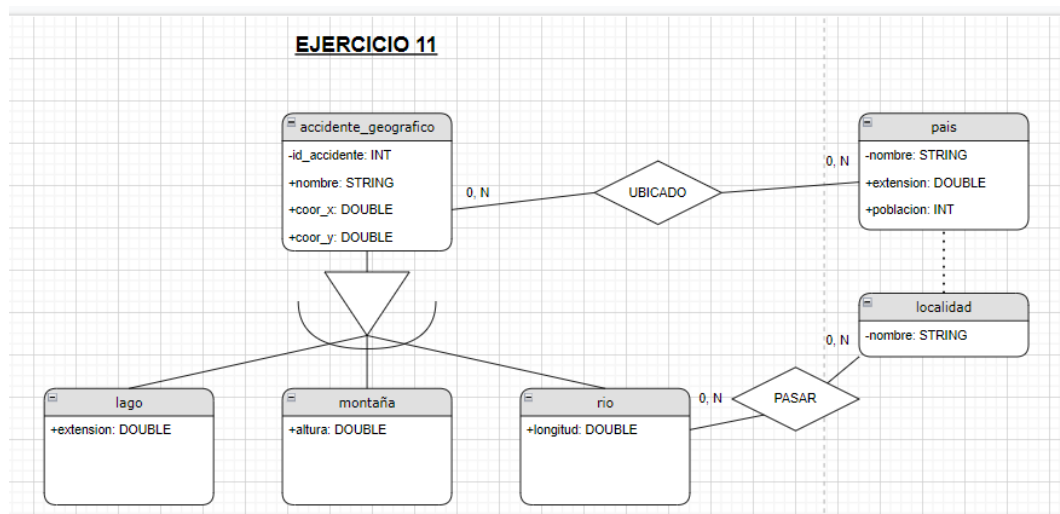 EJERCICIO 11
accidente_geografico
-id_accidente: INT
+nombre: STRING
+coor_x: DOUBLE
+coor_y: DOUBLE
0, N
UBICADO
0, N
pais
-nombre: STRING
+extension: DOUBLE
+poblacion: INT
localidad
-nombre: STRING
0, N
PASAR
0, N
lago
+extension: DOUBLE
montaña
+altura: DOUBLE
rio
+longitud: DOUBLE